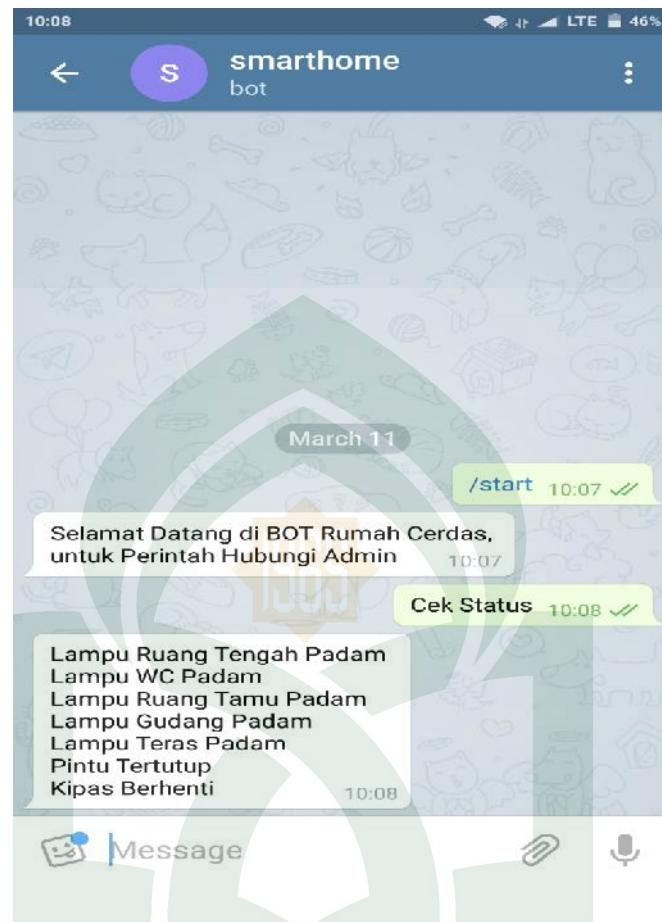 10:08
LTE 46%
S
smarthome
bot
March 11
/start 10:07
Selamat Datang di BOT Rumah Cerdas,
untuk Perintah Hubungi Admin 10:07
Cek Status 10:08
Lampu Ruang Tengah Padam
Lampu WC Padam
Lampu Ruang Tamu Padam
Lampu Gudang Padam
Lampu Teras Padam
Pintu Tertutup
Kipas Berhenti 10:08
1965
Message